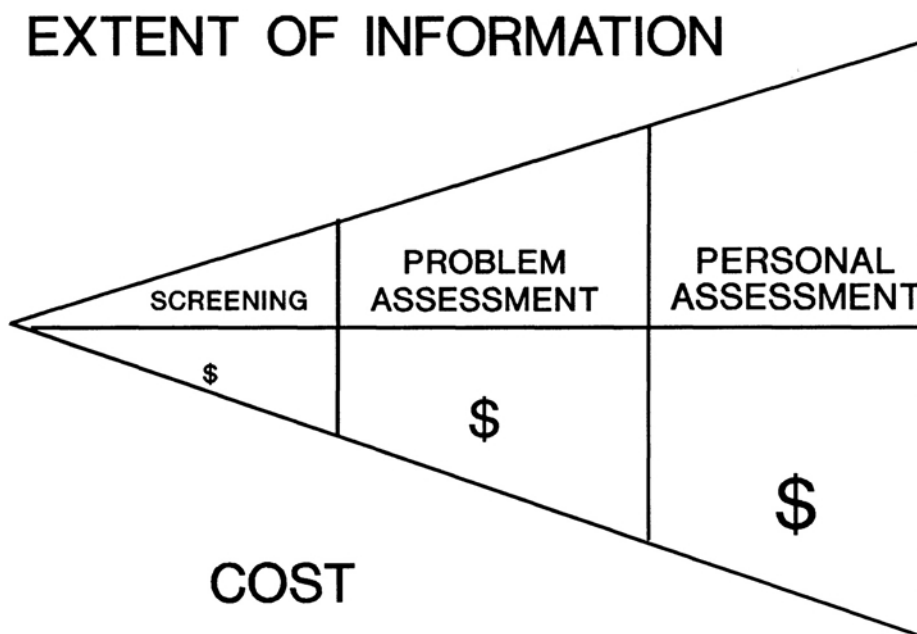 EXTENT OF INFORMATION
SCREENING
PROBLEM
ASSESSMENT
PERSONAL
ASSESSMENT
$
$
$
COST